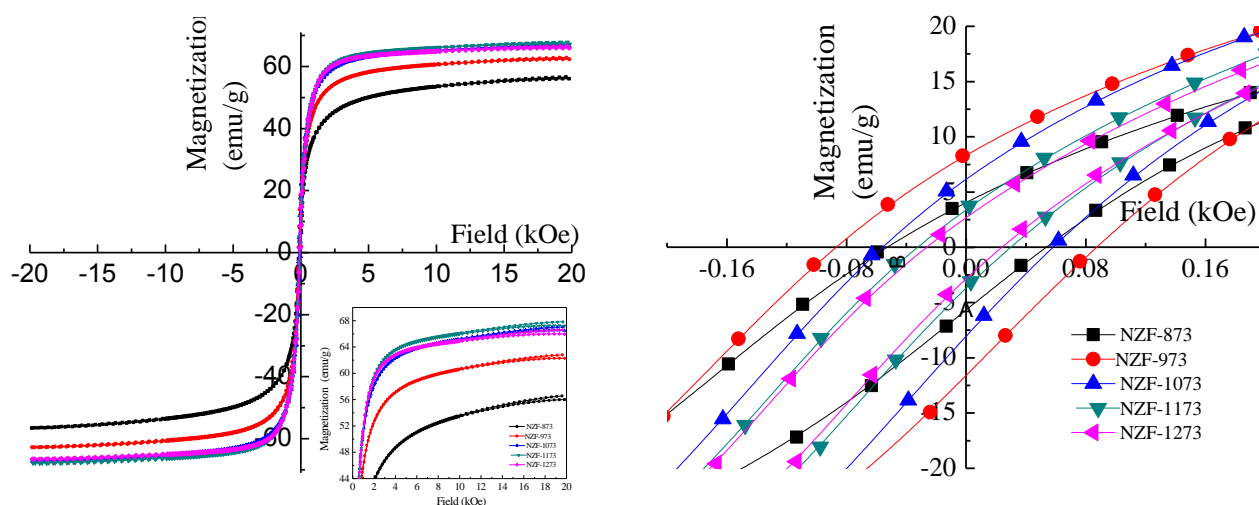 Magnetization
(emu/g)
60
40
20
0
-20
-15
-10
-5
0
5
10
15
20
Field (kOe)
-20
-40
-60
68
64
60
56
52
48
44
0
2
4
6
8
10
12
14
16
18
20
Magnetization (emu/g)
Field (kOe)
NZF-873
NZF-973
NZF-1073
NZF-1173
NZF-1273
Magnetization
(emu/g)
20
15
10
5
0
-5
-10
-15
-20
-0.16
-0.08
0.00
0.08
0.16
Field (kOe)
A
NZF-873
NZF-973
NZF-1073
NZF-1173
NZF-1273